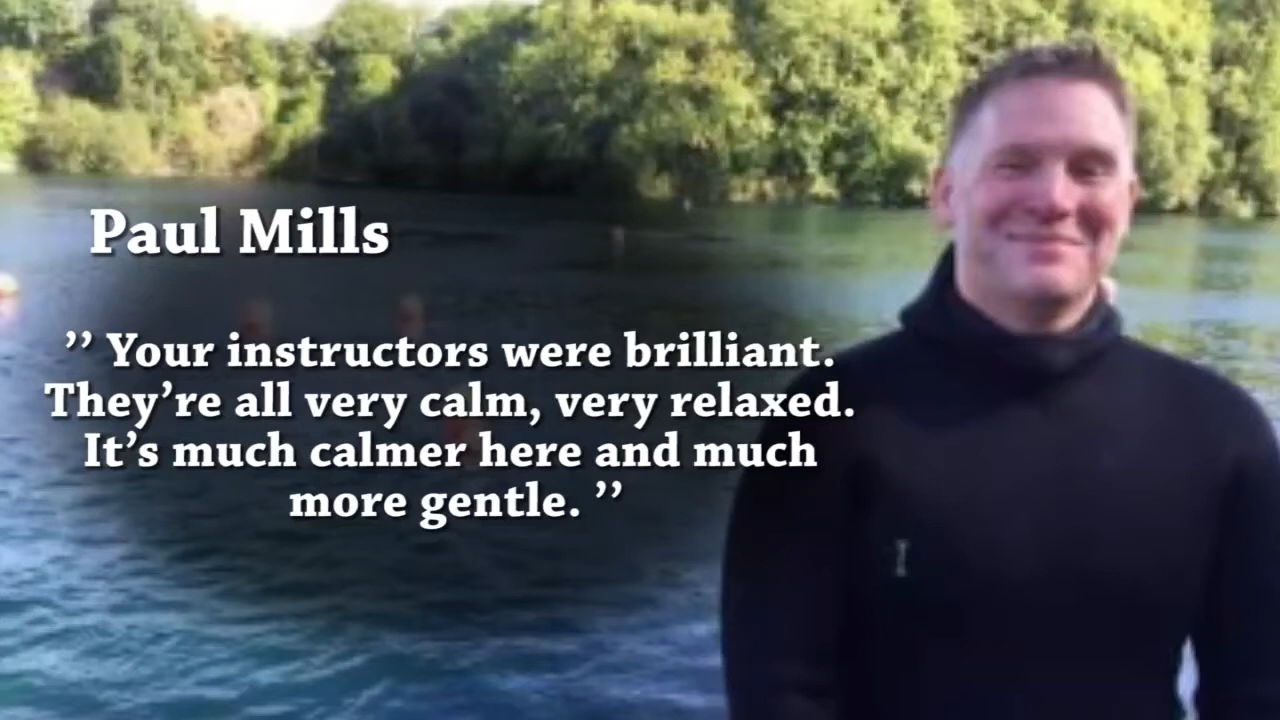 Paul Mills
’’ Your instructors were brilliant.
They’re all very calm, very relaxed.
It’s much calmer here and much
more gentle. ’’